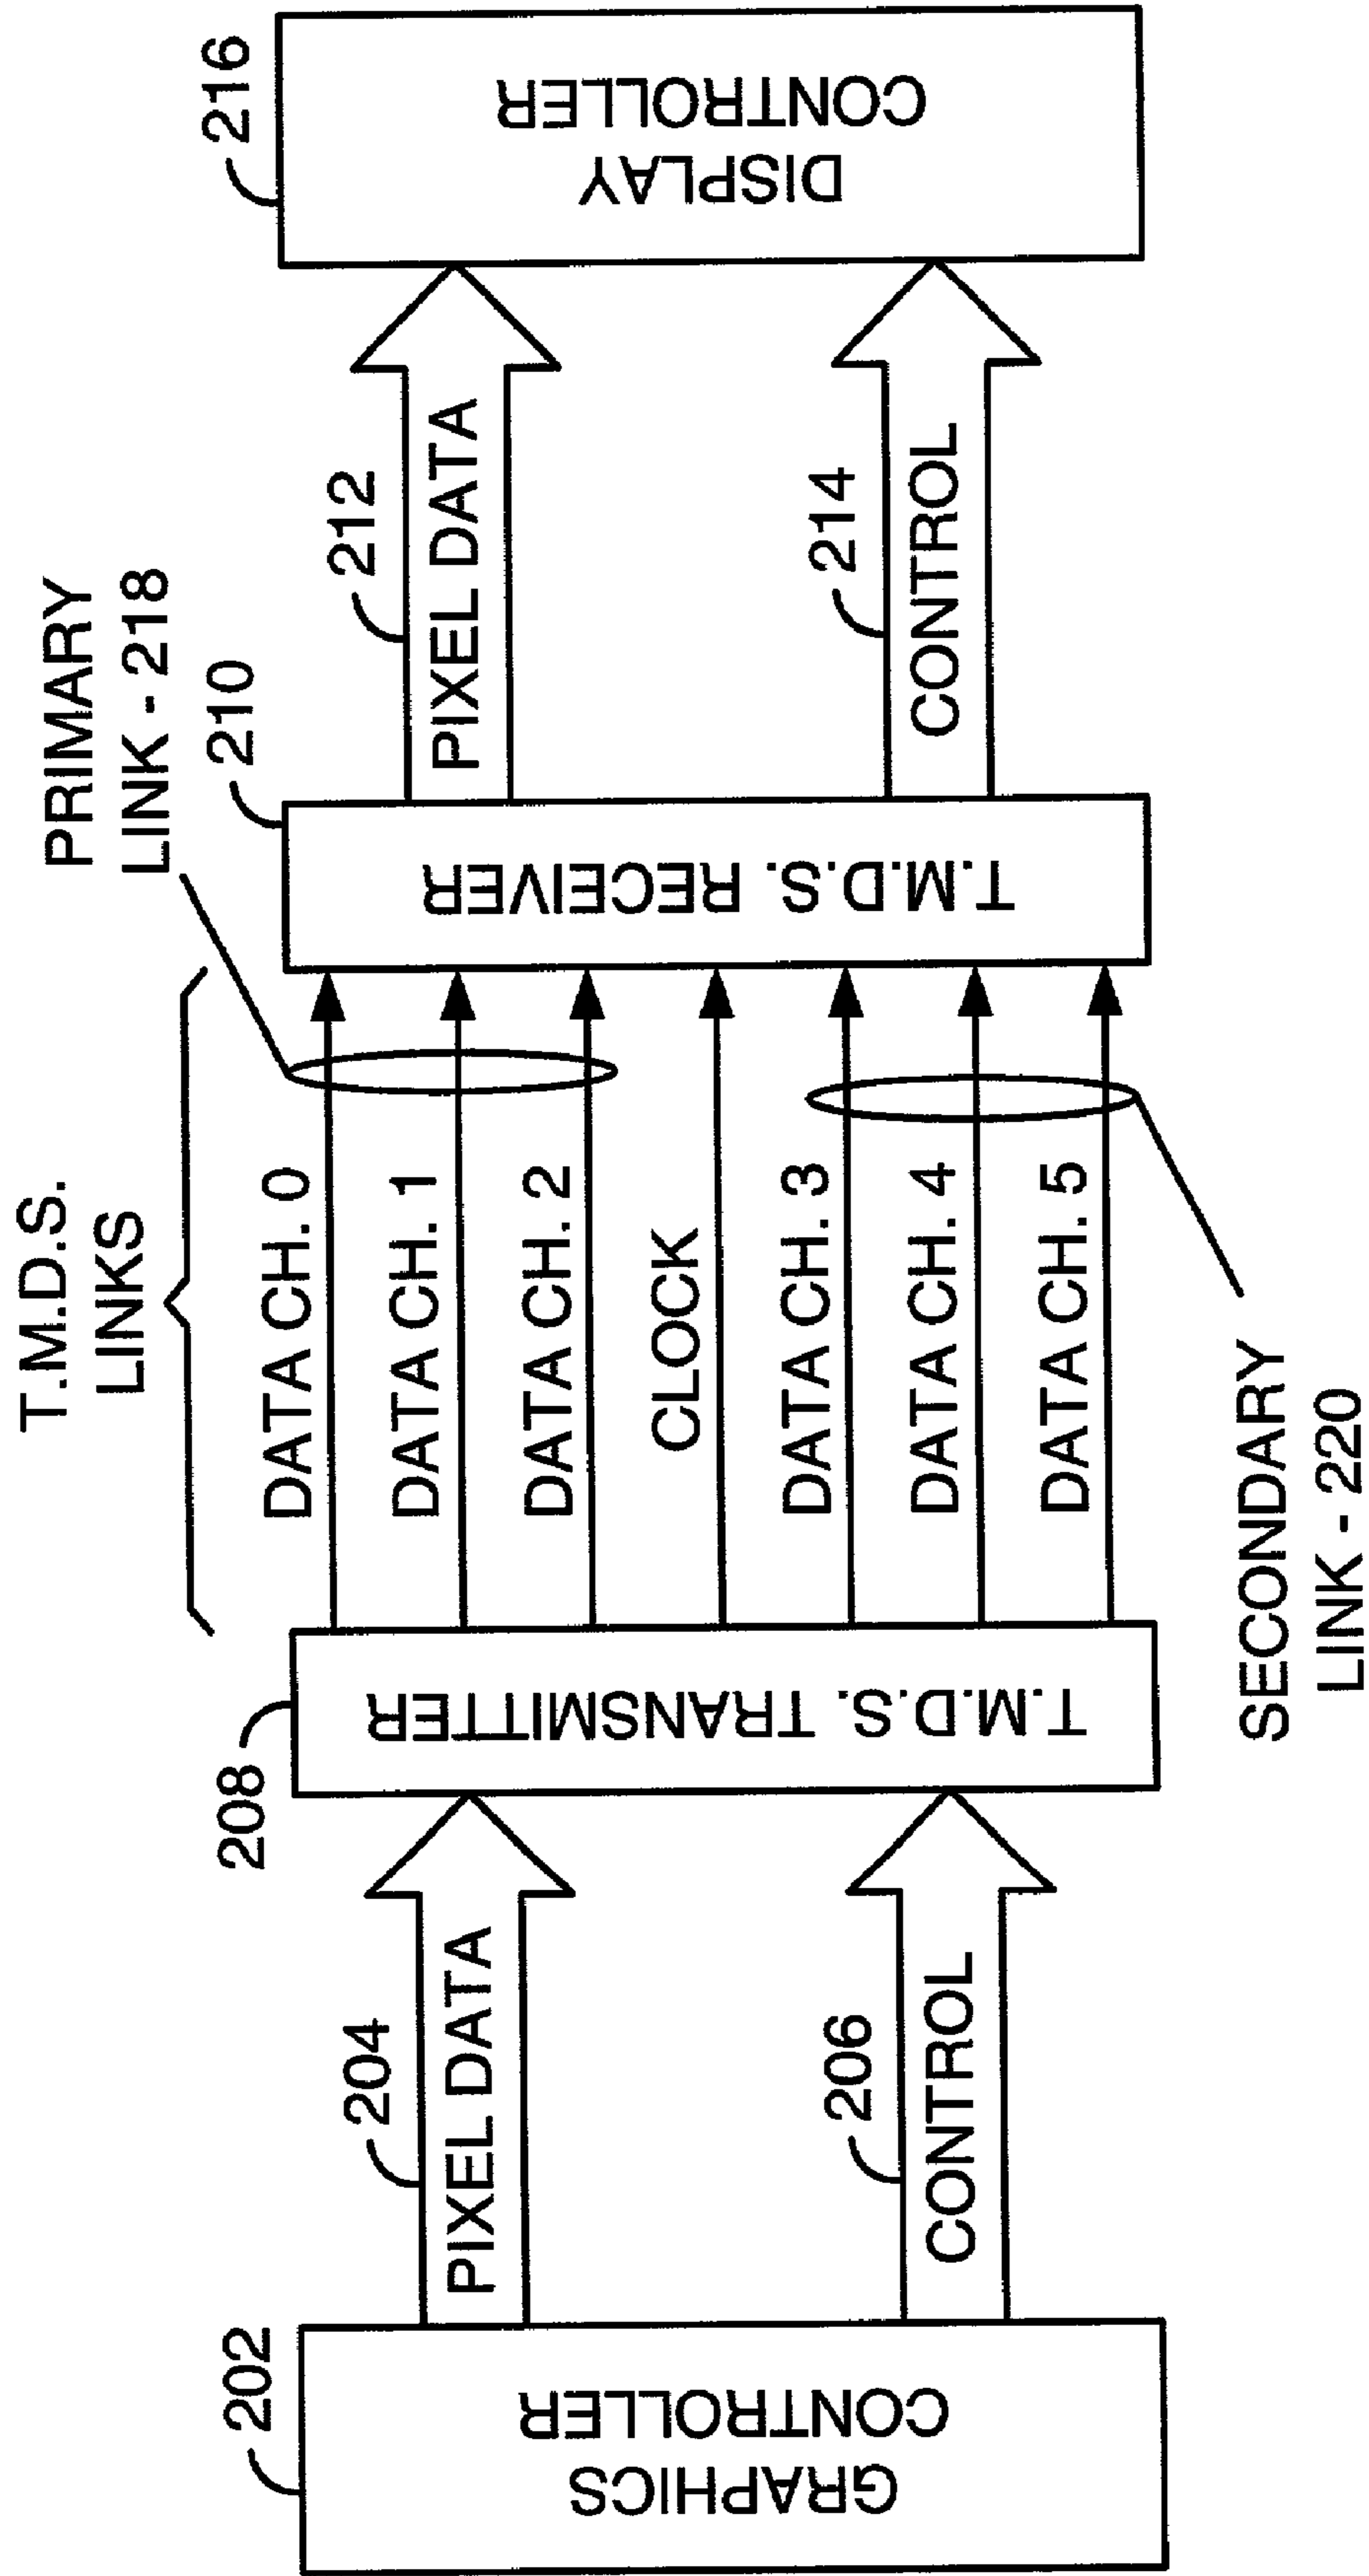 T.M.D.S.
LINKS
PRIMARY
LINK - 218
202
GRAPHICS
CONTROLLER
204
PIXEL DATA
206
CONTROL
208
T.M.D.S. TRANSMITTER
DATA CH. 0
DATA CH. 1
DATA CH. 2
CLOCK
DATA CH. 3
DATA CH. 4
DATA CH. 5
SECONDARY
LINK - 220
210
T.M.D.S. RECEIVER
212
PIXEL DATA
214
CONTROL
216
DISPLAY
CONTROLLER